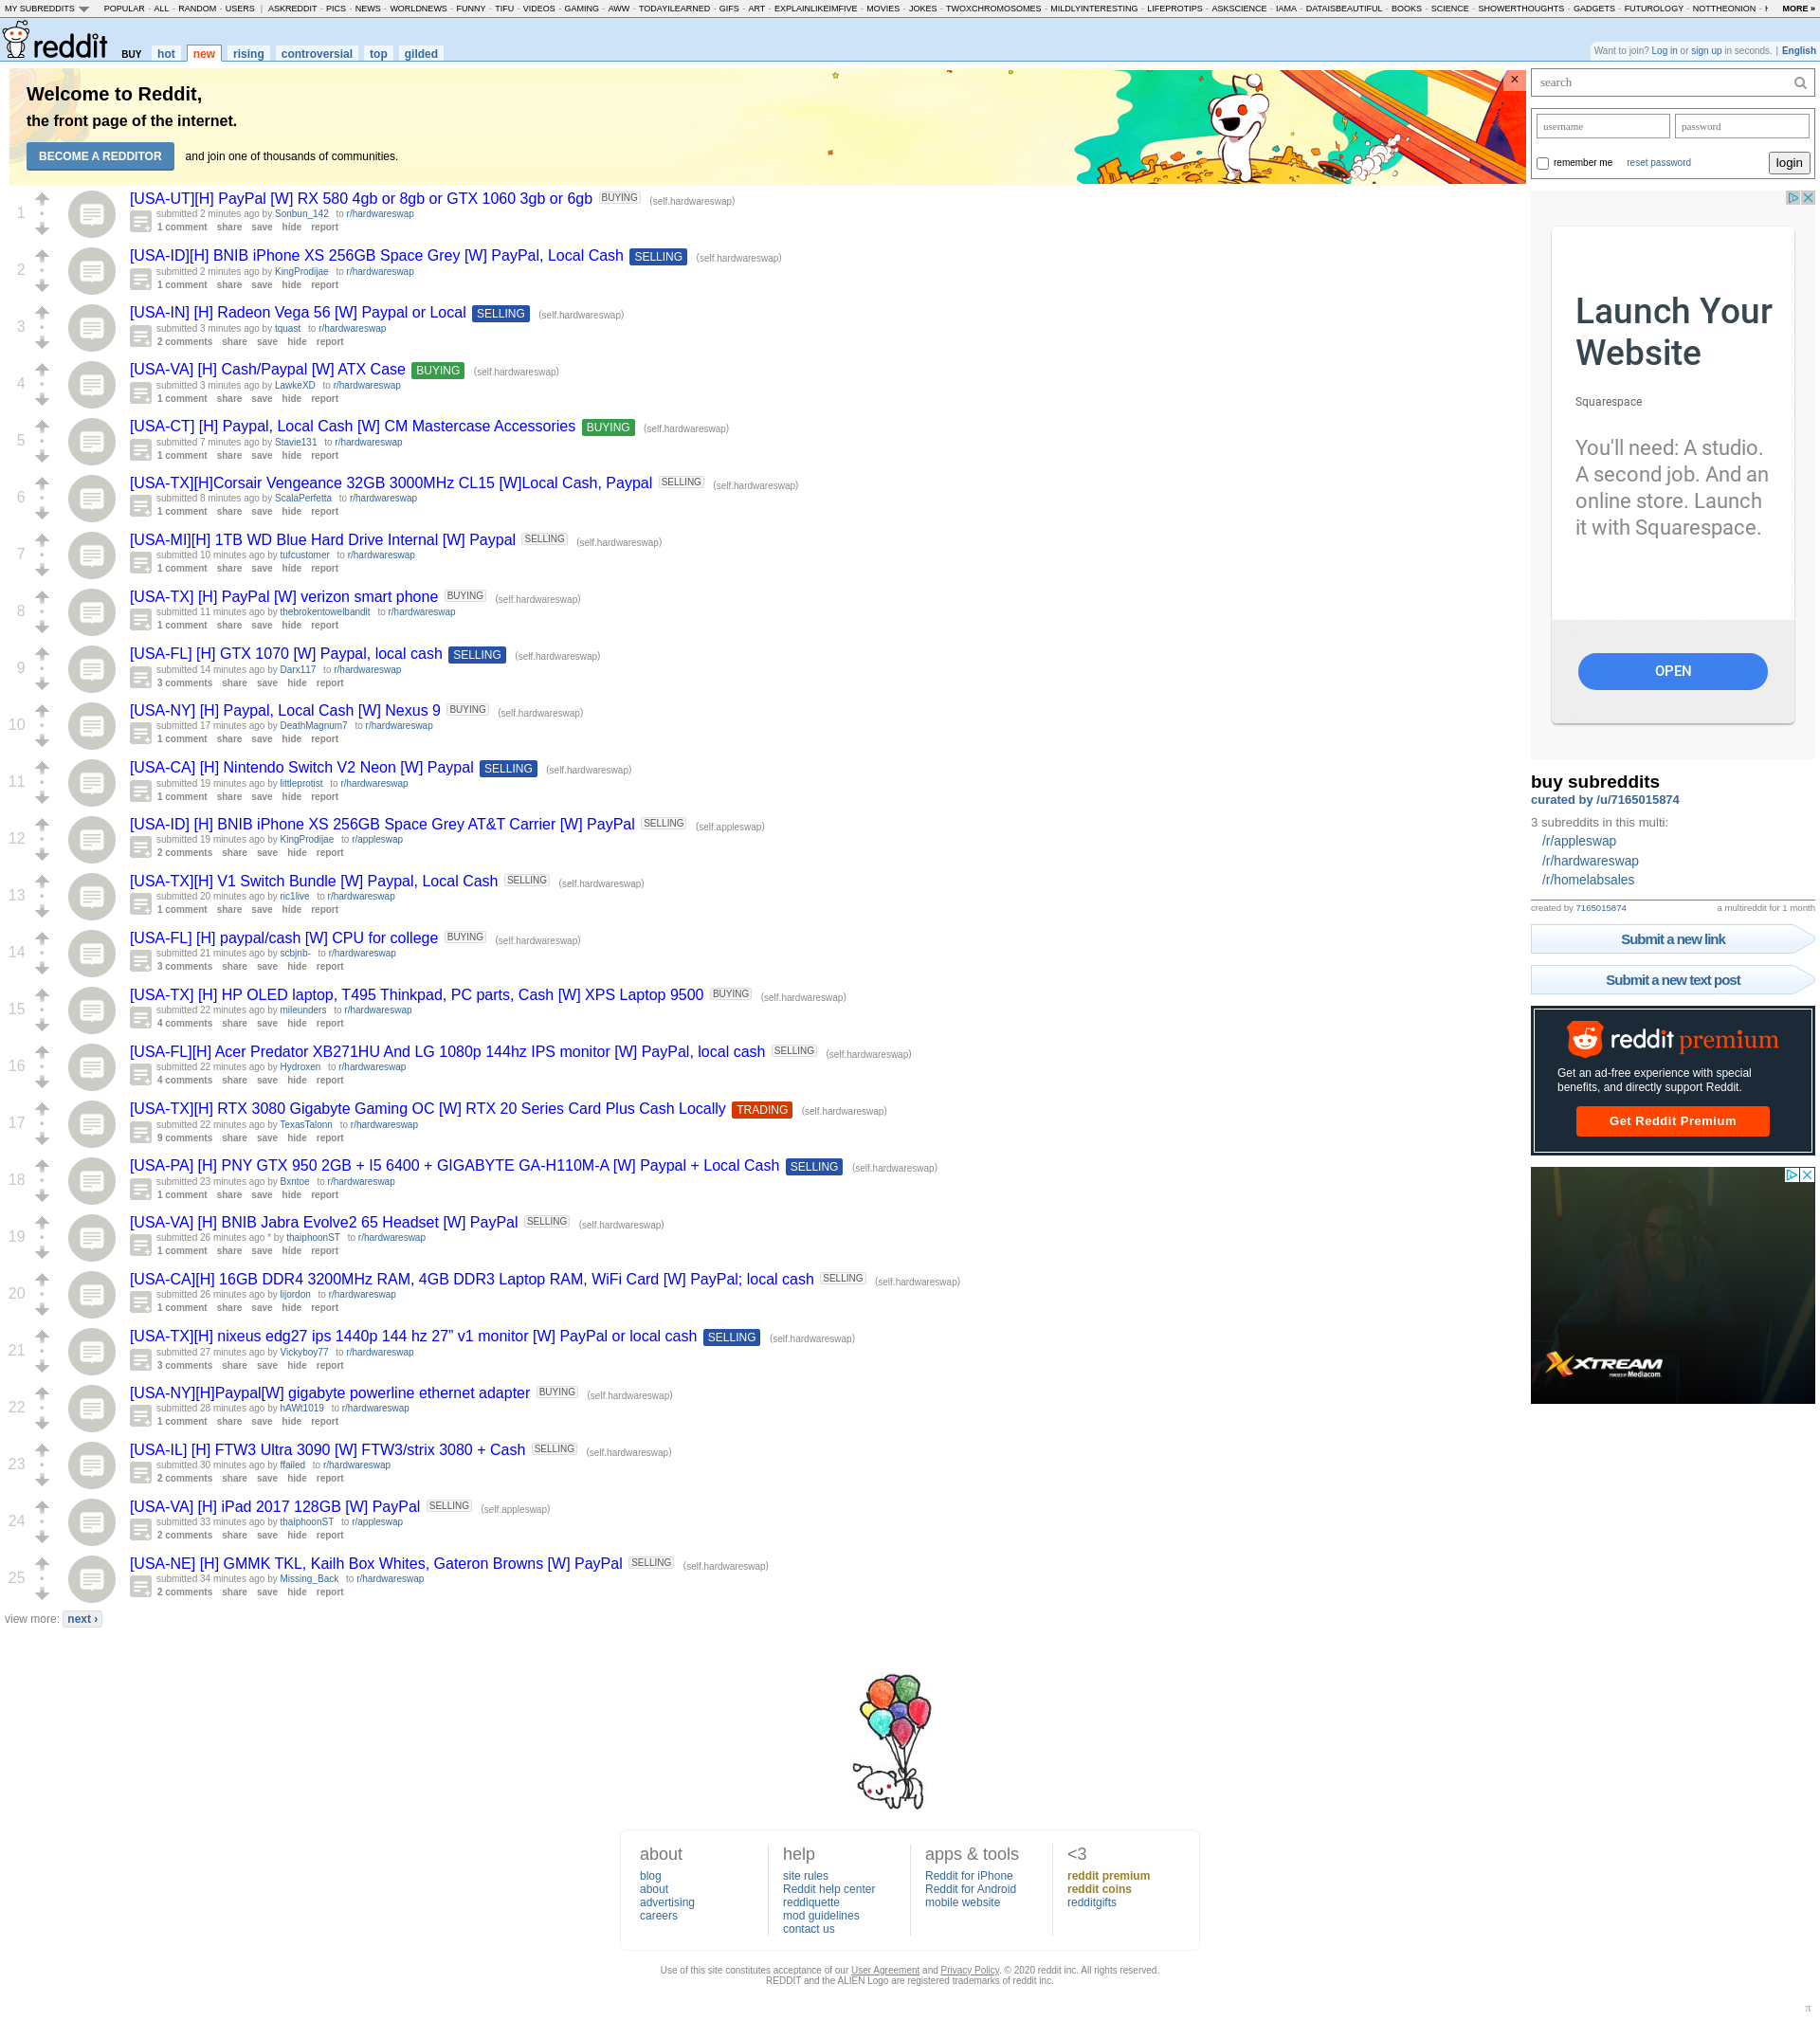 MY SUBREDDITS POPULAR - ALL - RANDOM - USERS | ASKREDDIT - PICS - NEWS - WORLDNEWS - FUNNY - TIFU - VIDEOS - GAMING - AWW - TODAYILEARNED - GIFS - ART - EXPLAINLIKEIMFIVE - MOVIES - JOKES - TWOXCHROMOSOMES - MILDLYINTERESTING - LIFEPROTIPS - ASKSCIENCE - IAMA - DATAISBEAUTIFUL - BOOKS - SCIENCE - SHOWERTHOUGHTS - GADGETS - FUTUROLOGY - NOTTHEONION - MORE »
reddit BUY hot new rising controversial top gilded
Want to join? Log in or sign up in seconds. | English
Welcome to Reddit,
the front page of the internet.
BECOME A REDDITOR and join one of thousands of communities.
×
search
username password
remember me reset password login
1 [USA-UT][H] PayPal [W] RX 580 4gb or 8gb or GTX 1060 3gb or 6gb BUYING (self.hardwareswap)
submitted 2 minutes ago by Sonbun_142 to r/hardwareswap
1 comment share save hide report
2 [USA-ID][H] BNIB iPhone XS 256GB Space Grey [W] PayPal, Local Cash SELLING (self.hardwareswap)
submitted 2 minutes ago by KingProdijae to r/hardwareswap
1 comment share save hide report
3 [USA-IN] [H] Radeon Vega 56 [W] Paypal or Local SELLING (self.hardwareswap)
submitted 3 minutes ago by tquast to r/hardwareswap
2 comments share save hide report
4 [USA-VA] [H] Cash/Paypal [W] ATX Case BUYING (self.hardwareswap)
submitted 3 minutes ago by LawkeXD to r/hardwareswap
1 comment share save hide report
5 [USA-CT] [H] Paypal, Local Cash [W] CM Mastercase Accessories BUYING (self.hardwareswap)
submitted 7 minutes ago by Stavie131 to r/hardwareswap
1 comment share save hide report
6 [USA-TX][H]Corsair Vengeance 32GB 3000MHz CL15 [W]Local Cash, Paypal SELLING (self.hardwareswap)
submitted 8 minutes ago by ScalaPerfetta to r/hardwareswap
1 comment share save hide report
7 [USA-MI][H] 1TB WD Blue Hard Drive Internal [W] Paypal SELLING (self.hardwareswap)
submitted 10 minutes ago by tufcustomer to r/hardwareswap
1 comment share save hide report
8 [USA-TX] [H] PayPal [W] verizon smart phone BUYING (self.hardwareswap)
submitted 11 minutes ago by thebrokentowelbandit to r/hardwareswap
1 comment share save hide report
9 [USA-FL] [H] GTX 1070 [W] Paypal, local cash SELLING (self.hardwareswap)
submitted 14 minutes ago by Darx117 to r/hardwareswap
3 comments share save hide report
10 [USA-NY] [H] Paypal, Local Cash [W] Nexus 9 BUYING (self.hardwareswap)
submitted 17 minutes ago by DeathMagnum7 to r/hardwareswap
1 comment share save hide report
11 [USA-CA] [H] Nintendo Switch V2 Neon [W] Paypal SELLING (self.hardwareswap)
submitted 19 minutes ago by littleprotist to r/hardwareswap
1 comment share save hide report
12 [USA-ID] [H] BNIB iPhone XS 256GB Space Grey AT&T Carrier [W] PayPal SELLING (self.appleswap)
submitted 19 minutes ago by KingProdijae to r/appleswap
2 comments share save hide report
13 [USA-TX][H] V1 Switch Bundle [W] Paypal, Local Cash SELLING (self.hardwareswap)
submitted 20 minutes ago by ric1live to r/hardwareswap
1 comment share save hide report
14 [USA-FL] [H] paypal/cash [W] CPU for college BUYING (self.hardwareswap)
submitted 21 minutes ago by scbjnb- to r/hardwareswap
3 comments share save hide report
15 [USA-TX] [H] HP OLED laptop, T495 Thinkpad, PC parts, Cash [W] XPS Laptop 9500 BUYING (self.hardwareswap)
submitted 22 minutes ago by mileunders to r/hardwareswap
4 comments share save hide report
16 [USA-FL][H] Acer Predator XB271HU And LG 1080p 144hz IPS monitor [W] PayPal, local cash SELLING (self.hardwareswap)
submitted 22 minutes ago by Hydroxen to r/hardwareswap
4 comments share save hide report
17 [USA-TX][H] RTX 3080 Gigabyte Gaming OC [W] RTX 20 Series Card Plus Cash Locally TRADING (self.hardwareswap)
submitted 22 minutes ago by TexasTalonn to r/hardwareswap
9 comments share save hide report
18 [USA-PA] [H] PNY GTX 950 2GB + I5 6400 + GIGABYTE GA-H110M-A [W] Paypal + Local Cash SELLING (self.hardwareswap)
submitted 23 minutes ago by Bxntoe to r/hardwareswap
1 comment share save hide report
19 [USA-VA] [H] BNIB Jabra Evolve2 65 Headset [W] PayPal SELLING (self.hardwareswap)
submitted 26 minutes ago * by thaiphoonST to r/hardwareswap
1 comment share save hide report
20 [USA-CA][H] 16GB DDR4 3200MHz RAM, 4GB DDR3 Laptop RAM, WiFi Card [W] PayPal; local cash SELLING (self.hardwareswap)
submitted 26 minutes ago by lijordon to r/hardwareswap
1 comment share save hide report
21 [USA-TX][H] nixeus edg27 ips 1440p 144 hz 27” v1 monitor [W] PayPal or local cash SELLING (self.hardwareswap)
submitted 27 minutes ago by Vickyboy77 to r/hardwareswap
3 comments share save hide report
22 [USA-NY][H]Paypal[W] gigabyte powerline ethernet adapter BUYING (self.hardwareswap)
submitted 28 minutes ago by hAWt1019 to r/hardwareswap
1 comment share save hide report
23 [USA-IL] [H] FTW3 Ultra 3090 [W] FTW3/strix 3080 + Cash SELLING (self.hardwareswap)
submitted 30 minutes ago by ffailed to r/hardwareswap
2 comments share save hide report
24 [USA-VA] [H] iPad 2017 128GB [W] PayPal SELLING (self.appleswap)
submitted 33 minutes ago by thaiphoonST to r/appleswap
2 comments share save hide report
25 [USA-NE] [H] GMMK TKL, Kailh Box Whites, Gateron Browns [W] PayPal SELLING (self.hardwareswap)
submitted 34 minutes ago by Missing_Back to r/hardwareswap
2 comments share save hide report
view more: next ›
Launch Your
Website
Squarespace
You'll need: A studio.
A second job. And an
online store. Launch
it with Squarespace.
OPEN
buy subreddits
curated by /u/7165015874
3 subreddits in this multi:
/r/appleswap
/r/hardwareswap
/r/homelabsales
created by 7165015874 a multireddit for 1 month
Submit a new link
Submit a new text post
reddit premium
Get an ad-free experience with special
benefits, and directly support Reddit.
Get Reddit Premium
XTREAM
POWERED BY Mediacom
about
blog
about
advertising
careers
help
site rules
Reddit help center
reddiquette
mod guidelines
contact us
apps & tools
Reddit for iPhone
Reddit for Android
mobile website
<3
reddit premium
reddit coins
redditgifts
Use of this site constitutes acceptance of our User Agreement and Privacy Policy. © 2020 reddit inc. All rights reserved.
REDDIT and the ALIEN Logo are registered trademarks of reddit inc.
π